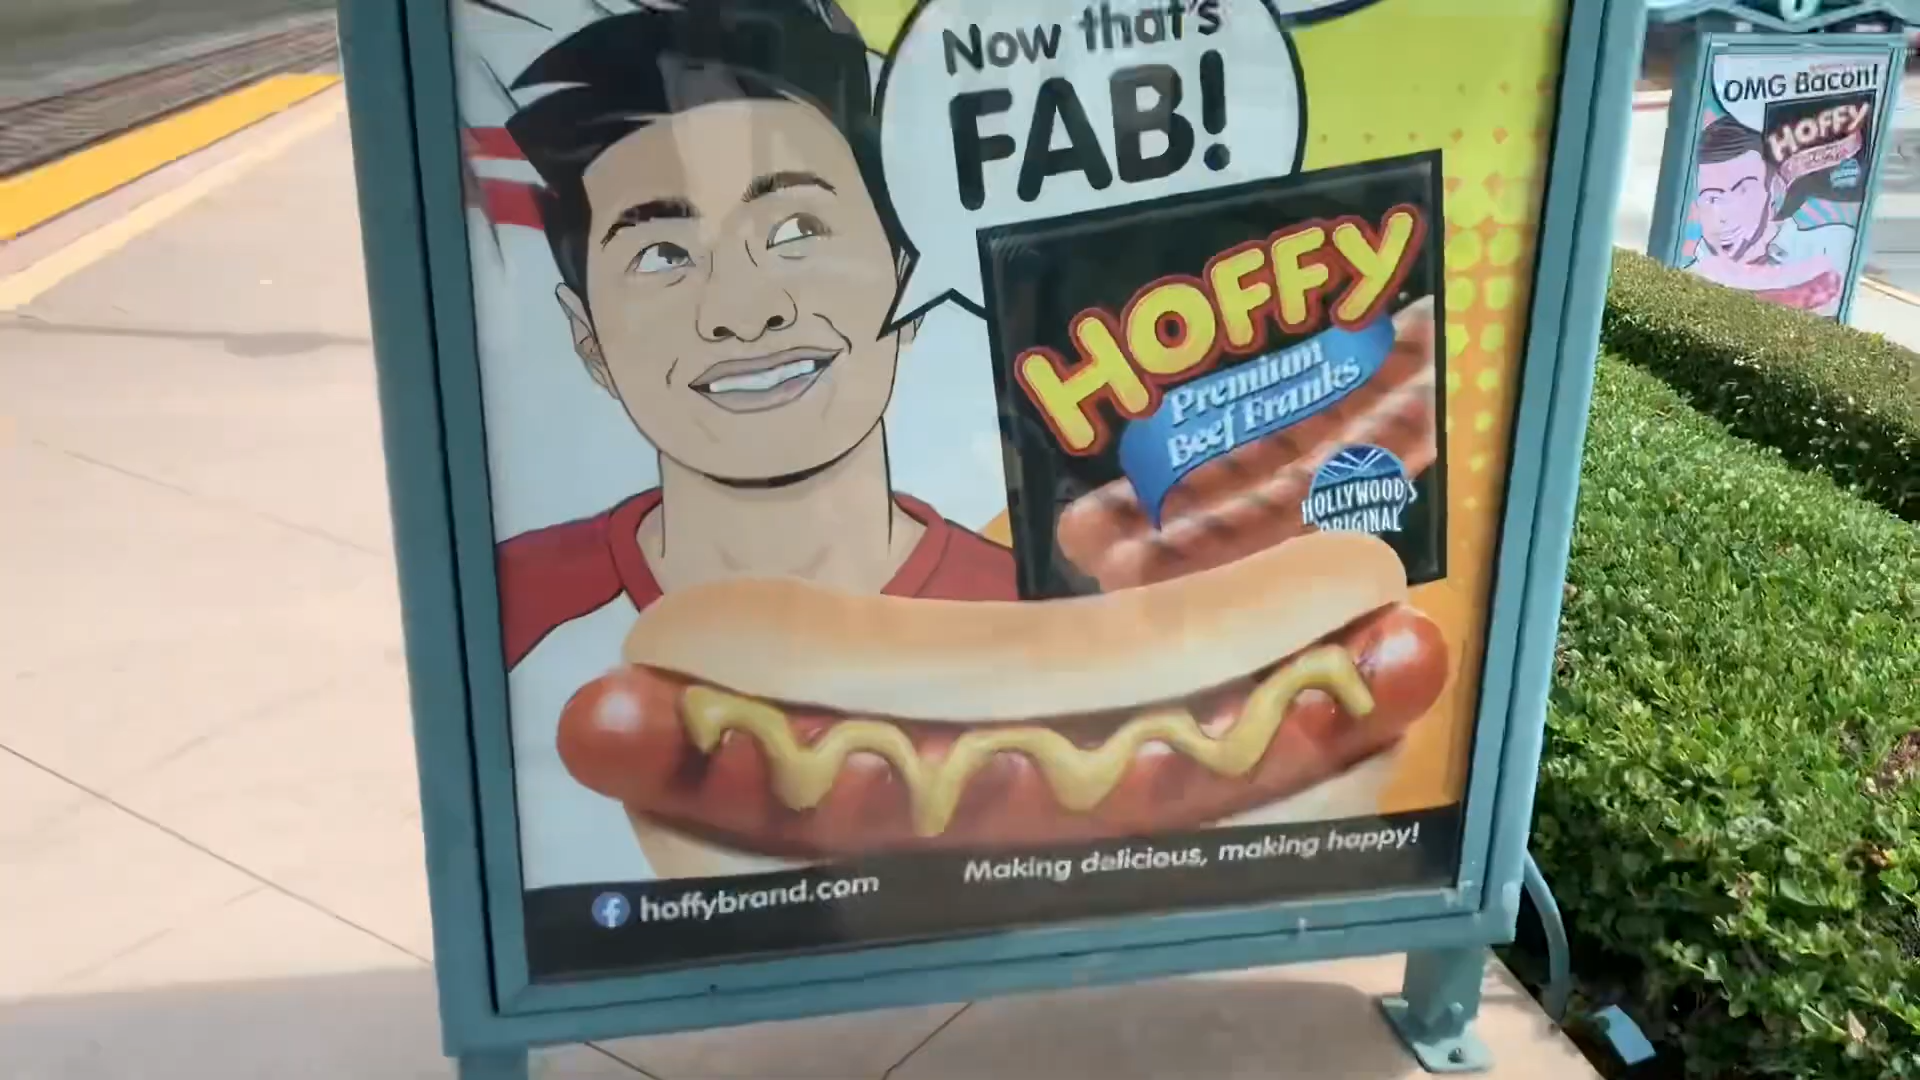 Now that's
FAB!
HOFFY
Premium
Beef Franks
HOLLYWOOD'S
ORIGINAL
hoffybrand.com
Making delicious, making happy!
OMG Bacon!
HOFFY